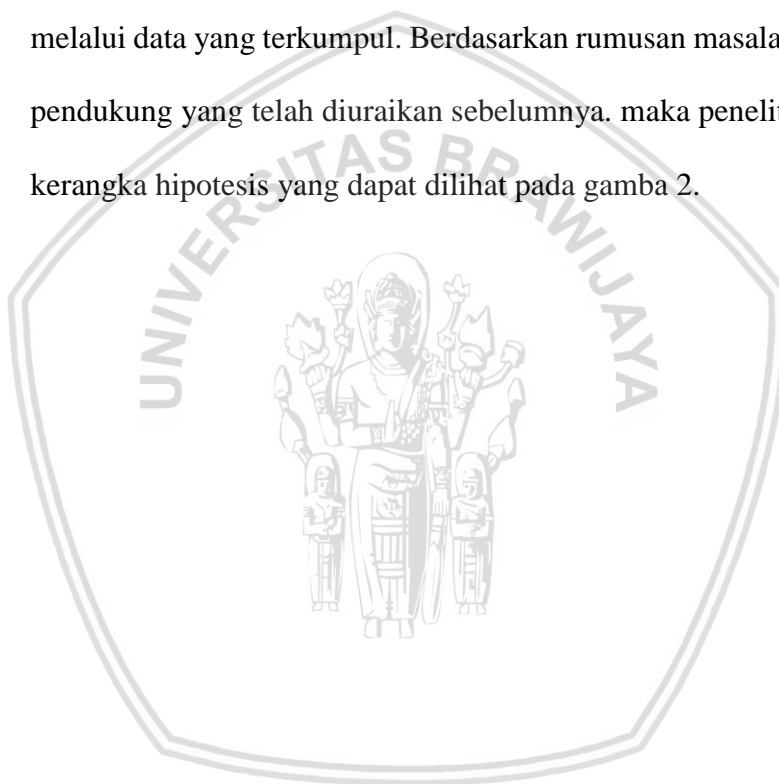 melalui data yang terkumpul. Berdasarkan rumusan masala
pendukung yang telah diuraikan sebelumnya. maka penelit
kerangka hipotesis yang dapat dilihat pada gamba 2.
UNIVERSITAS BRAWIJAYA